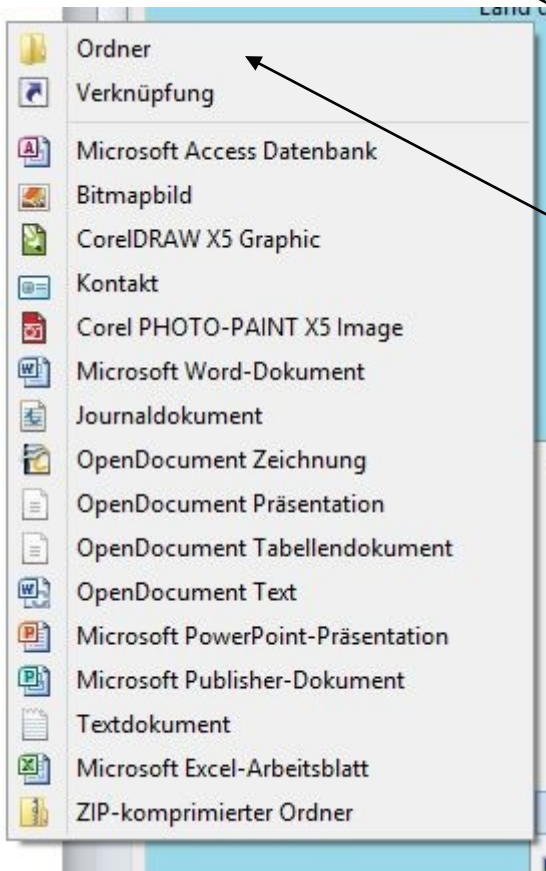 Land
Ordner
Verknüpfung
Microsoft Access Datenbank
Bitmapbild
CorelDRAW X5 Graphic
Kontakt
Corel PHOTO-PAINT X5 Image
Microsoft Word-Dokument
Journaldokument
OpenDocument Zeichnung
OpenDocument Präsentation
OpenDocument Tabellendokument
OpenDocument Text
Microsoft PowerPoint-Präsentation
Microsoft Publisher-Dokument
Textdokument
Microsoft Excel-Arbeitsblatt
ZIP-komprimierter Ordner